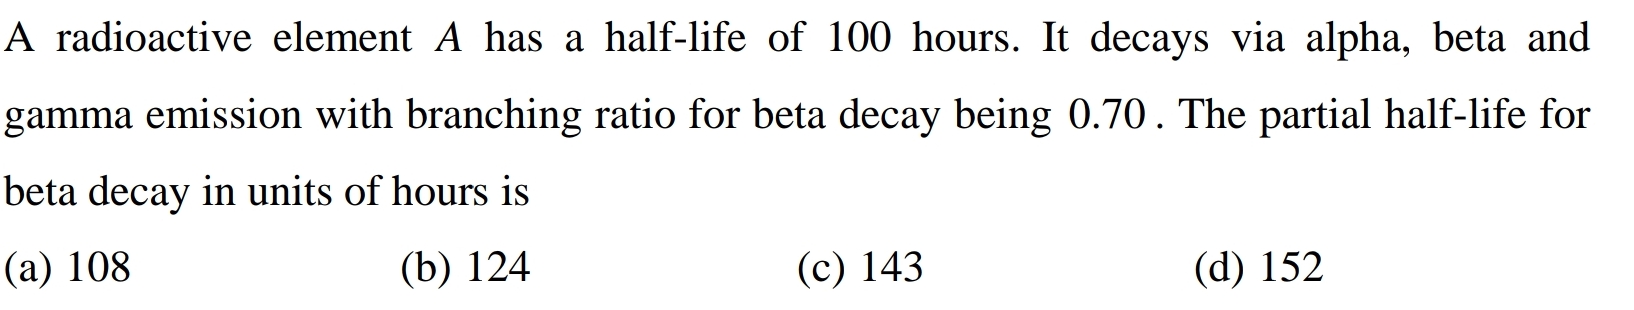 A radioactive element A has a half-life of 100 hours. It decays via alpha, beta and
gamma emission with branching ratio for beta decay being 0.70 . The partial half-life for
beta decay in units of hours is
(a) 108 (b) 124 (c) 143 (d) 152